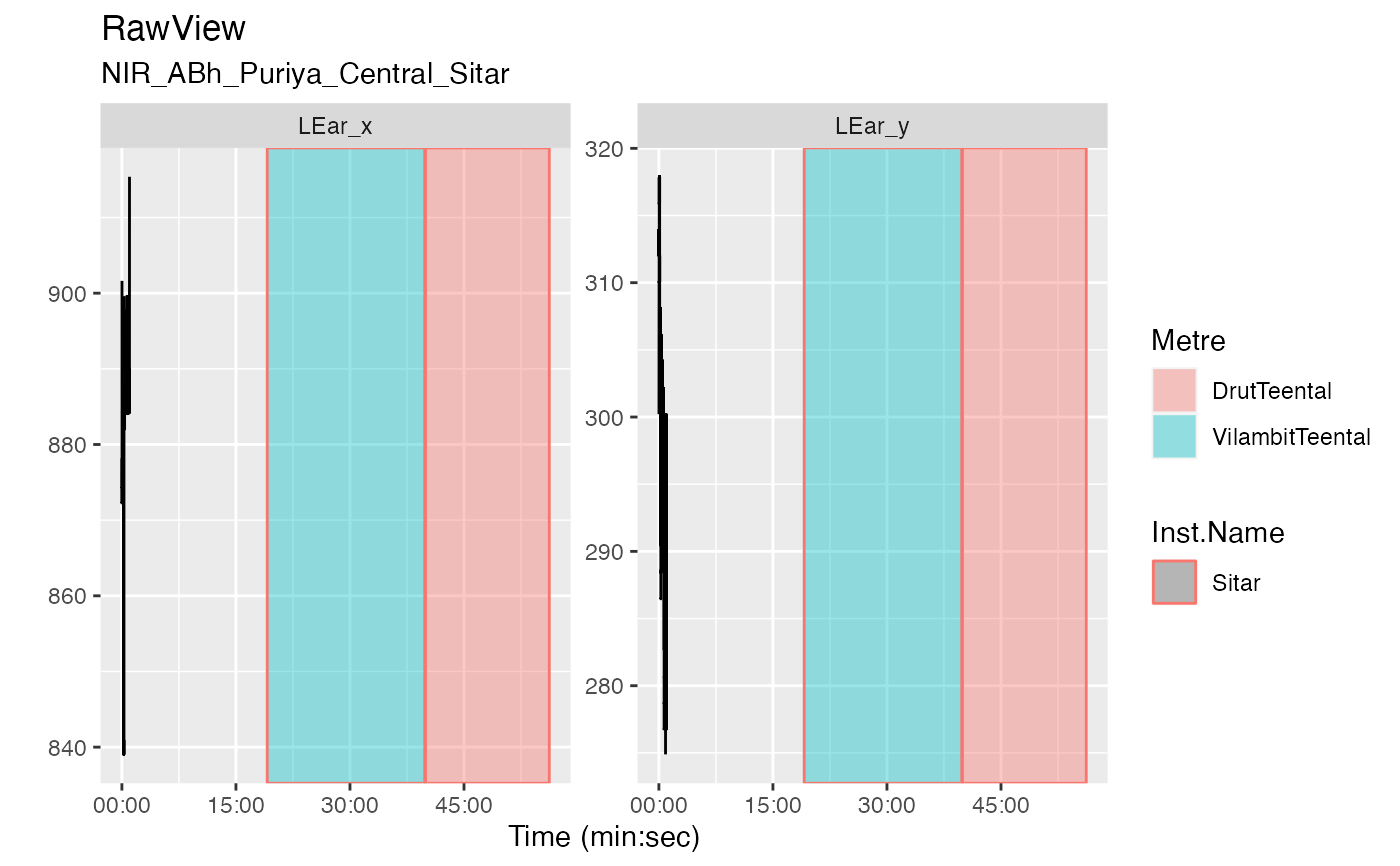 RawView
NIR_ABh_Puriya_Central_Sitar
LEar_x
LEar_y
900
880
860
840
320
310
300
290
280
00:00 15:00 30:00 45:00
00:00 15:00 30:00 45:00
Time (min:sec)
Metre
DrutTeental
VilambitTeental
Inst.Name
Sitar